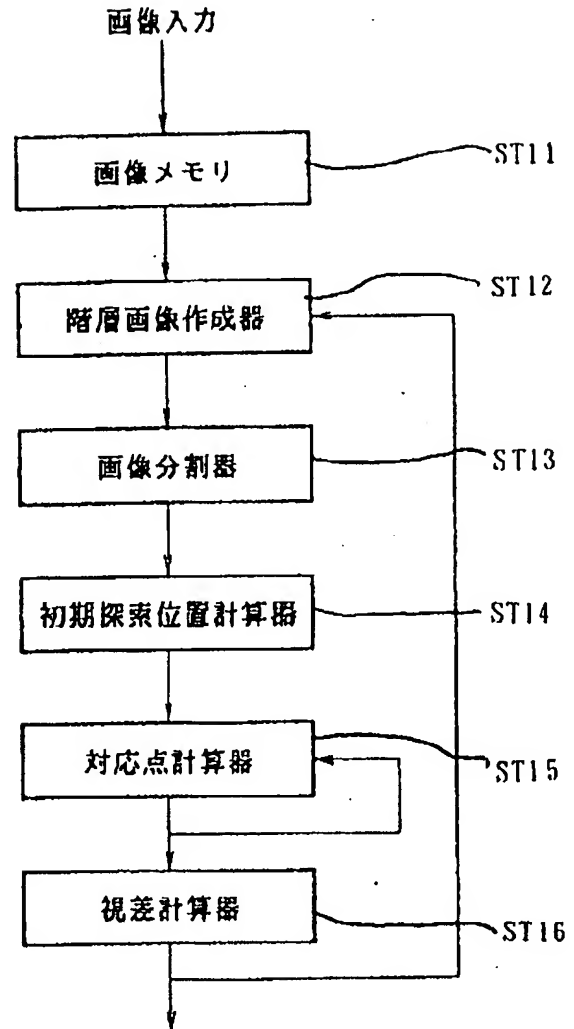 画像入力
画像メモリ
ST11
階層画像作成器
ST12
画像分割器
ST13
初期探索位置計算器
ST14
対応点計算器
ST15
視差計算器
ST16